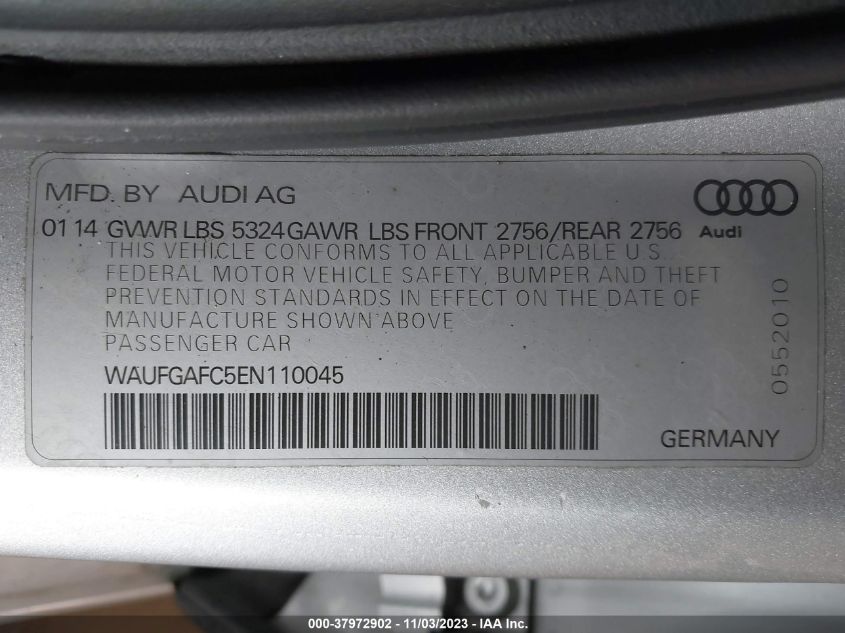 MFD. BY AUDI AG
01 14 GVWR LBS 5324 GAWR LBS FRONT 2756/REAR 2756
Audi
THIS VEHICLE CONFORMS TO ALL APPLICABLE U.S.
FEDERAL MOTOR VEHICLE SAFETY, BUMPER AND THEFT
PREVENTION STANDARDS IN EFFECT ON THE DATE OF
MANUFACTURE SHOWN ABOVE
PASSENGER CAR
WAUFGAFC5EN110045
0552010
GERMANY
000-37972902 - 11/03/2023 - IAA Inc.